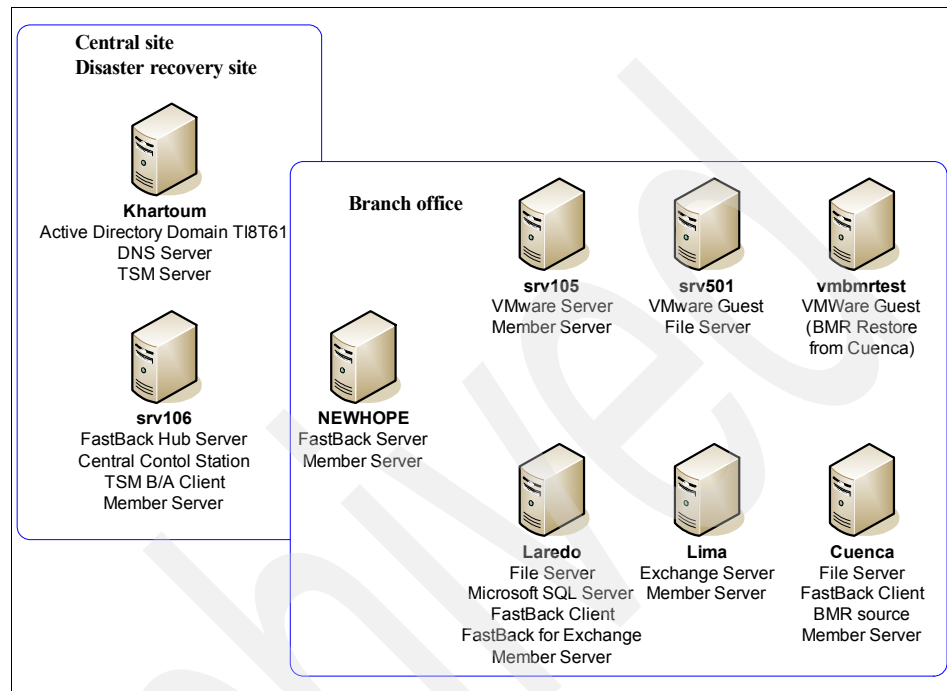 Central site
Disaster recovery site
Khartoum
Active Directory Domain TI8T61
DNS Server
TSM Server
srv106
FastBack Hub Server
Central Contol Station
TSM B/A Client
Member Server
Branch office
NEWHOPE
FastBack Server
Member Server
srv105
VMware Server
Member Server
srv501
VMware Guest
File Server
vmbmrtest
VMWare Guest
(BMR Restore
from Cuenca)
Laredo
File Server
Microsoft SQL Server
FastBack Client
FastBack for Exchange
Member Server
Lima
Exchange Server
Member Server
Cuenca
File Server
FastBack Client
BMR source
Member Server